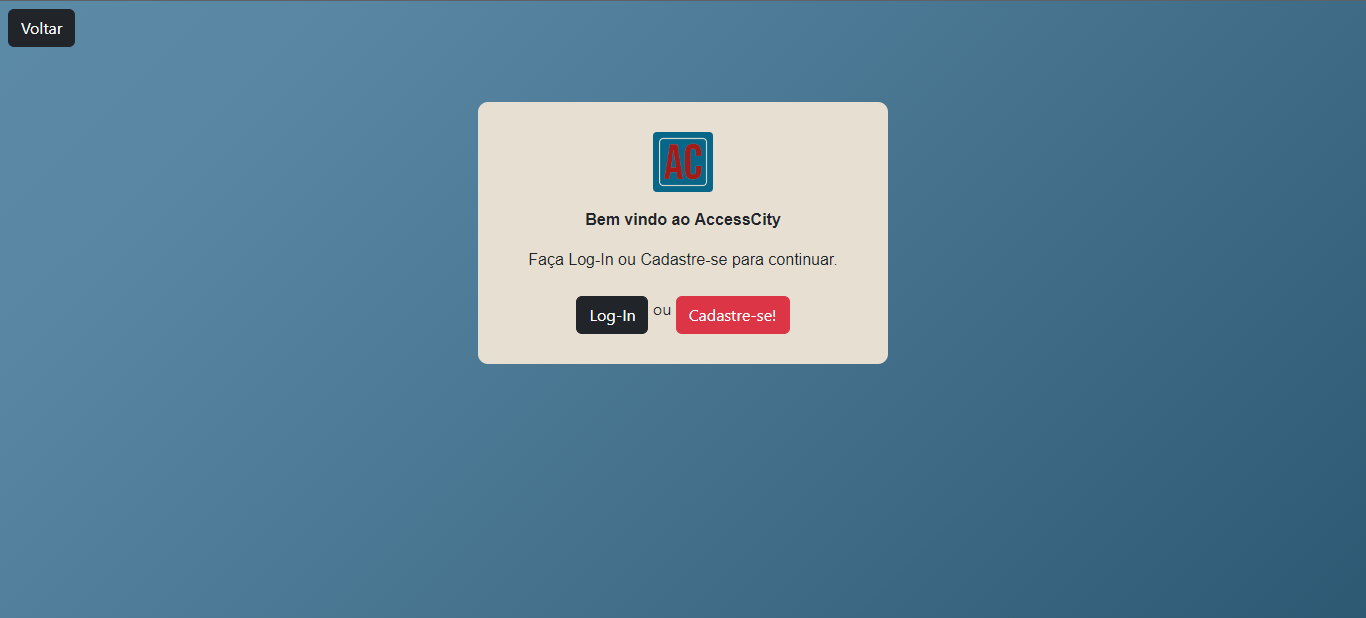 Voltar
AC
Bem vindo ao AccessCity
Faça Log-In ou Cadastre-se para continuar.
Log-In ou Cadastre-se!